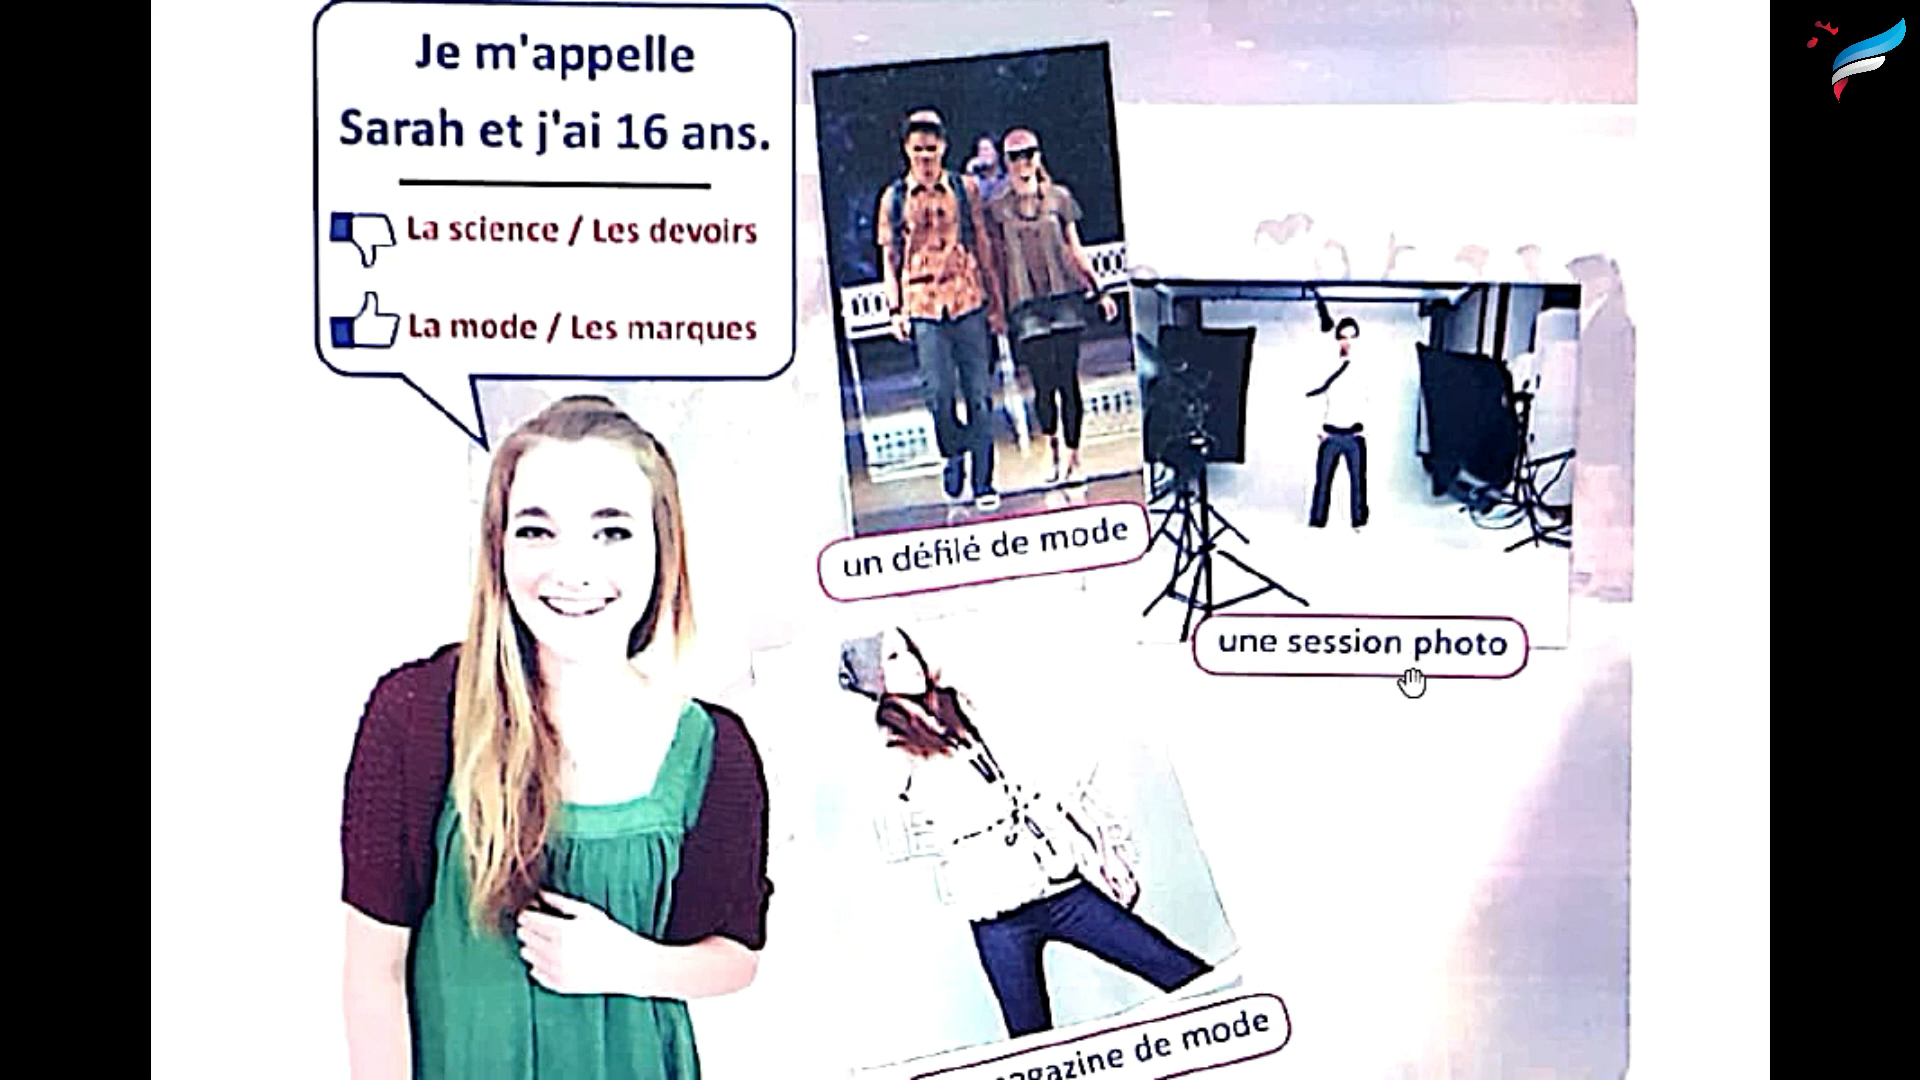 Je m'appelle
Sarah et j'ai 16 ans.
La science / Les devoirs
La mode / Les marques
un défilé de mode
une session photo
de mode